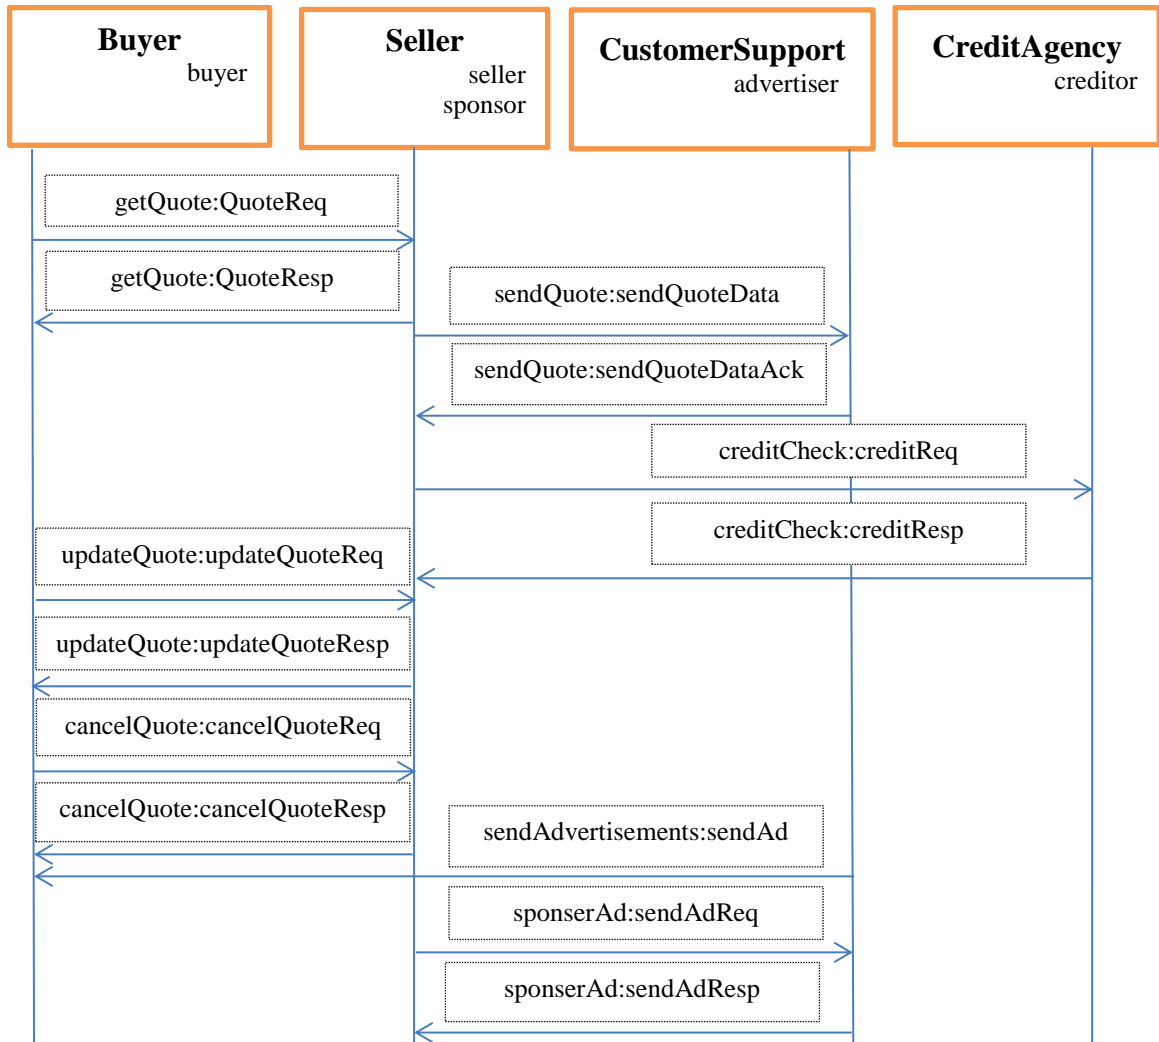 Buyer
buyer
Seller
seller
sponsor
CustomerSupport
advertiser
CreditAgency
creditor
getQuote:QuoteReq
getQuote:QuoteResp
sendQuote:sendQuoteData
sendQuote:sendQuoteDataAck
creditCheck:creditReq
creditCheck:creditResp
updateQuote:updateQuoteReq
updateQuote:updateQuoteResp
cancelQuote:cancelQuoteReq
cancelQuote:cancelQuoteResp
sendAdvertisements:sendAd
sponserAd:sendAdReq
sponserAd:sendAdResp